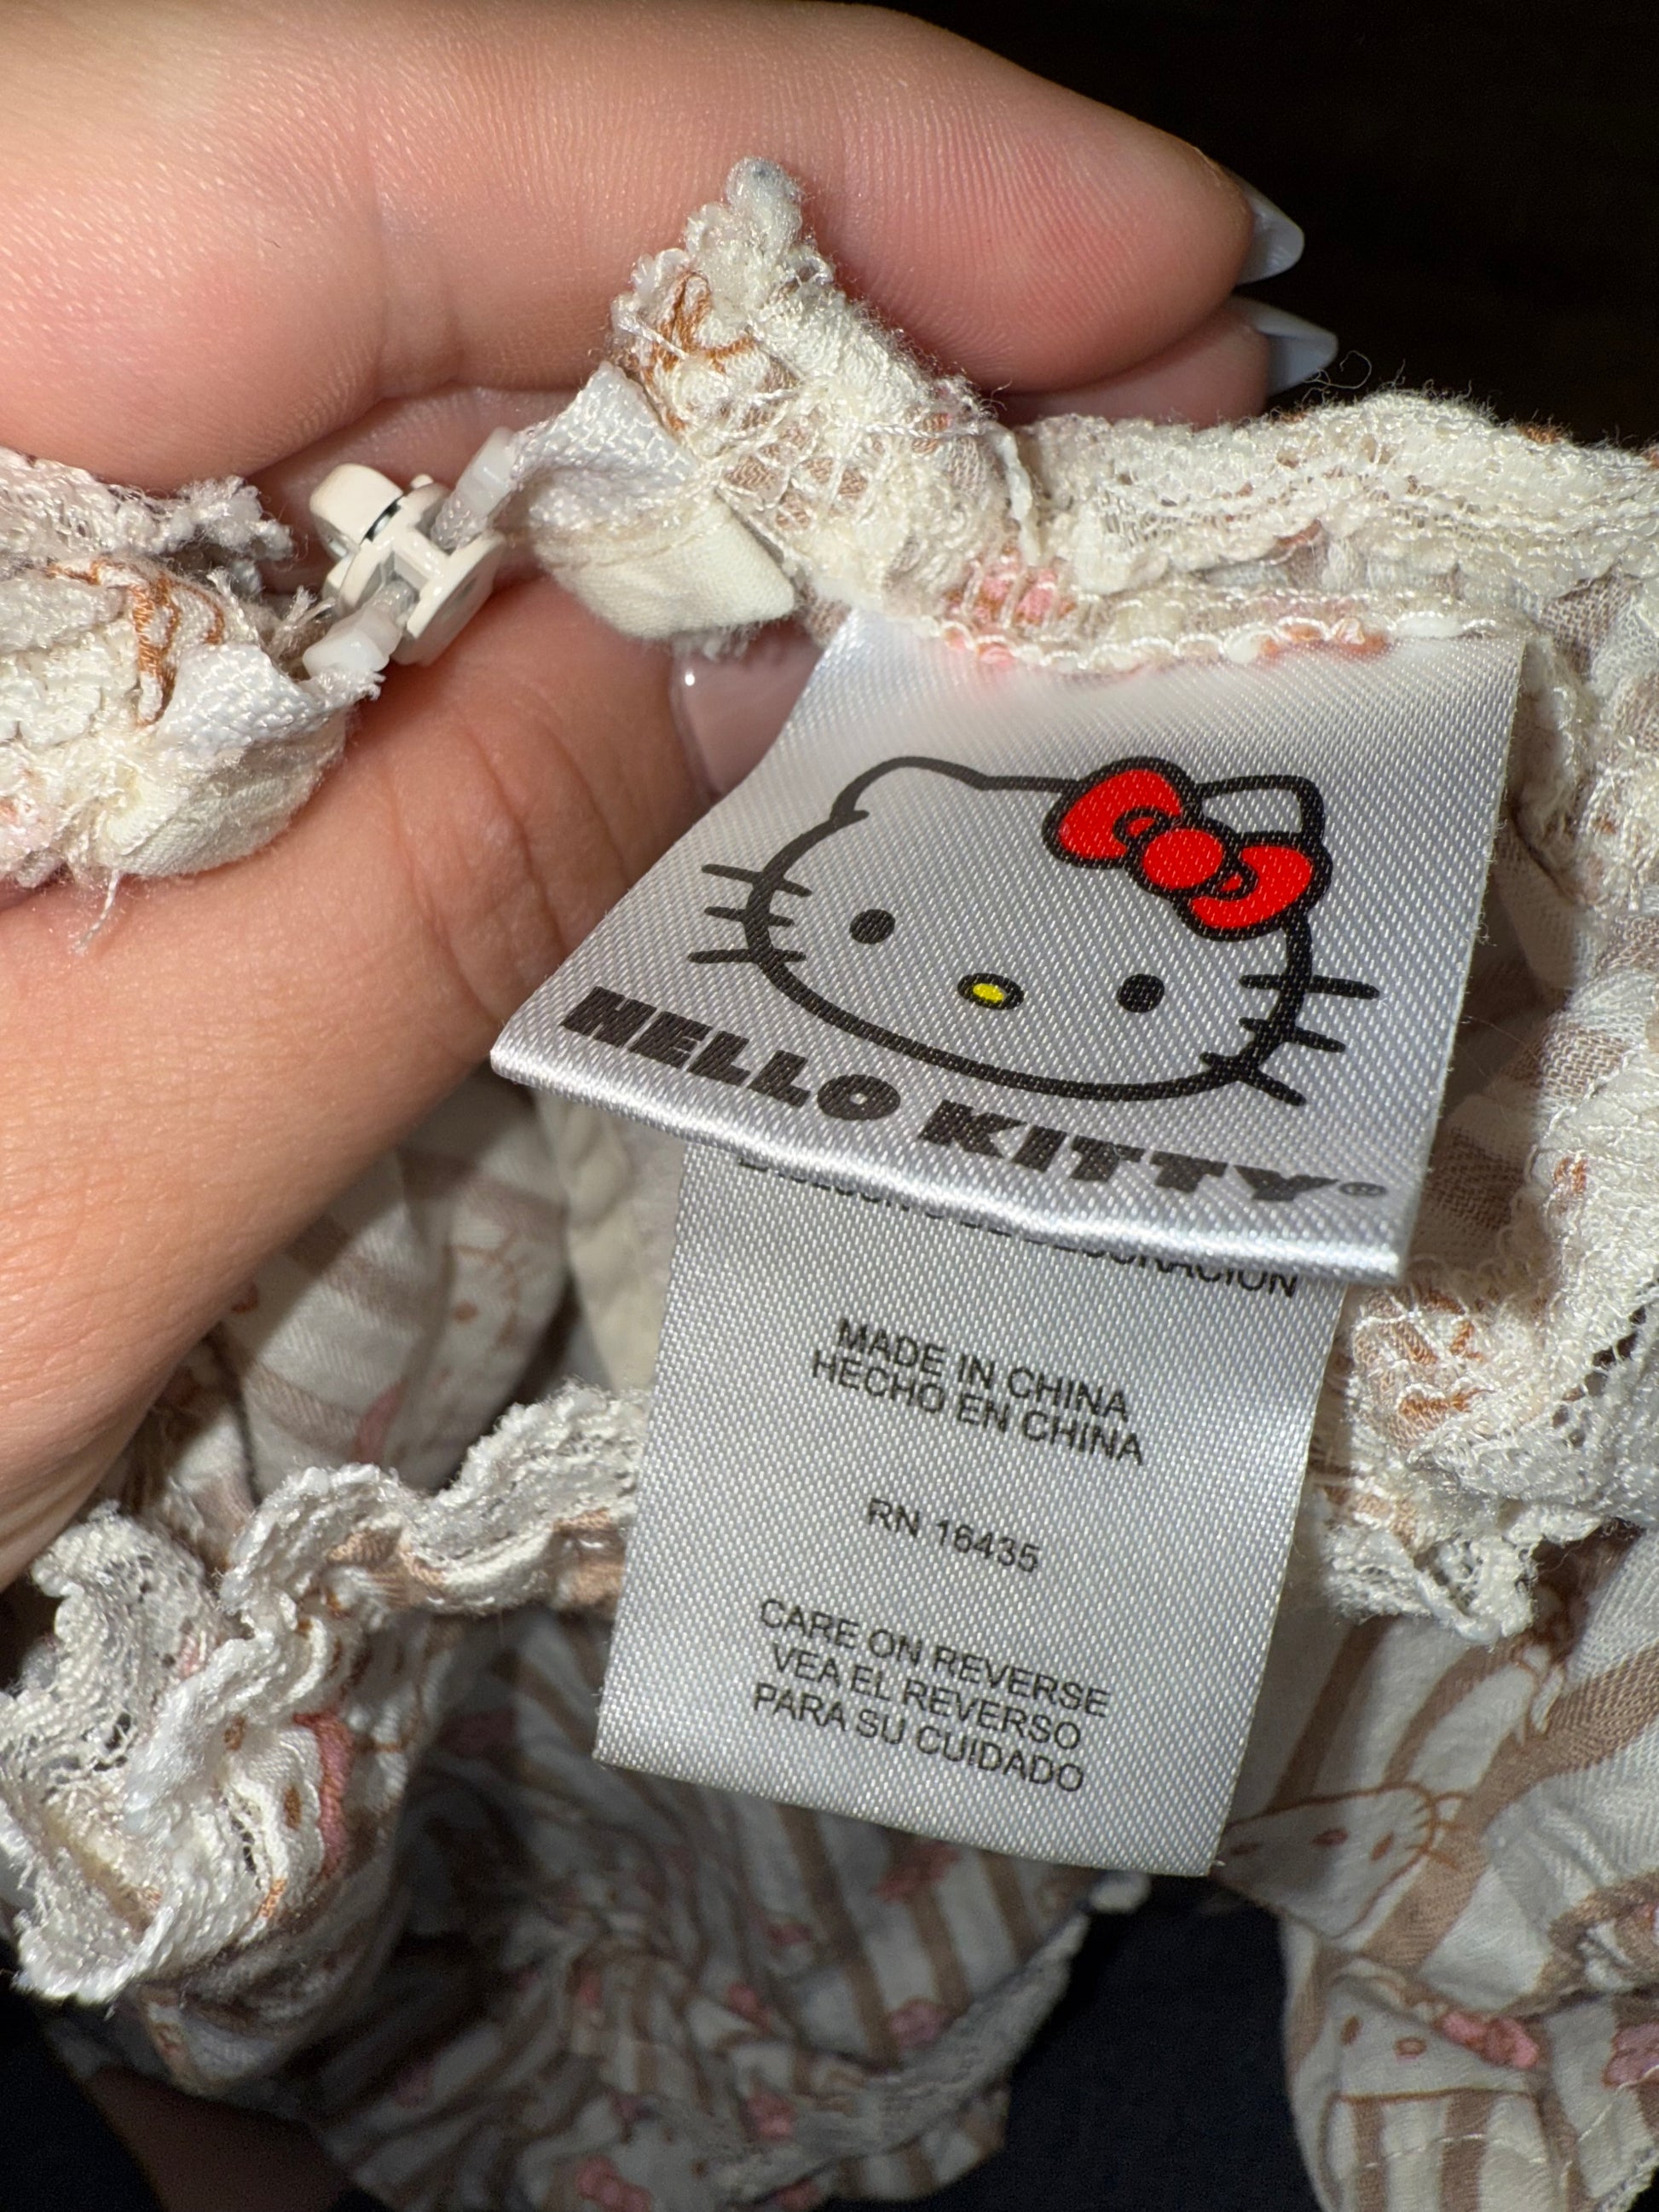 HELLO KITTY®
MADE IN CHINA
HECHO EN CHINA
RN 16435
CARE ON REVERSE
VEA EL REVERSO
PARA SU CUIDADO